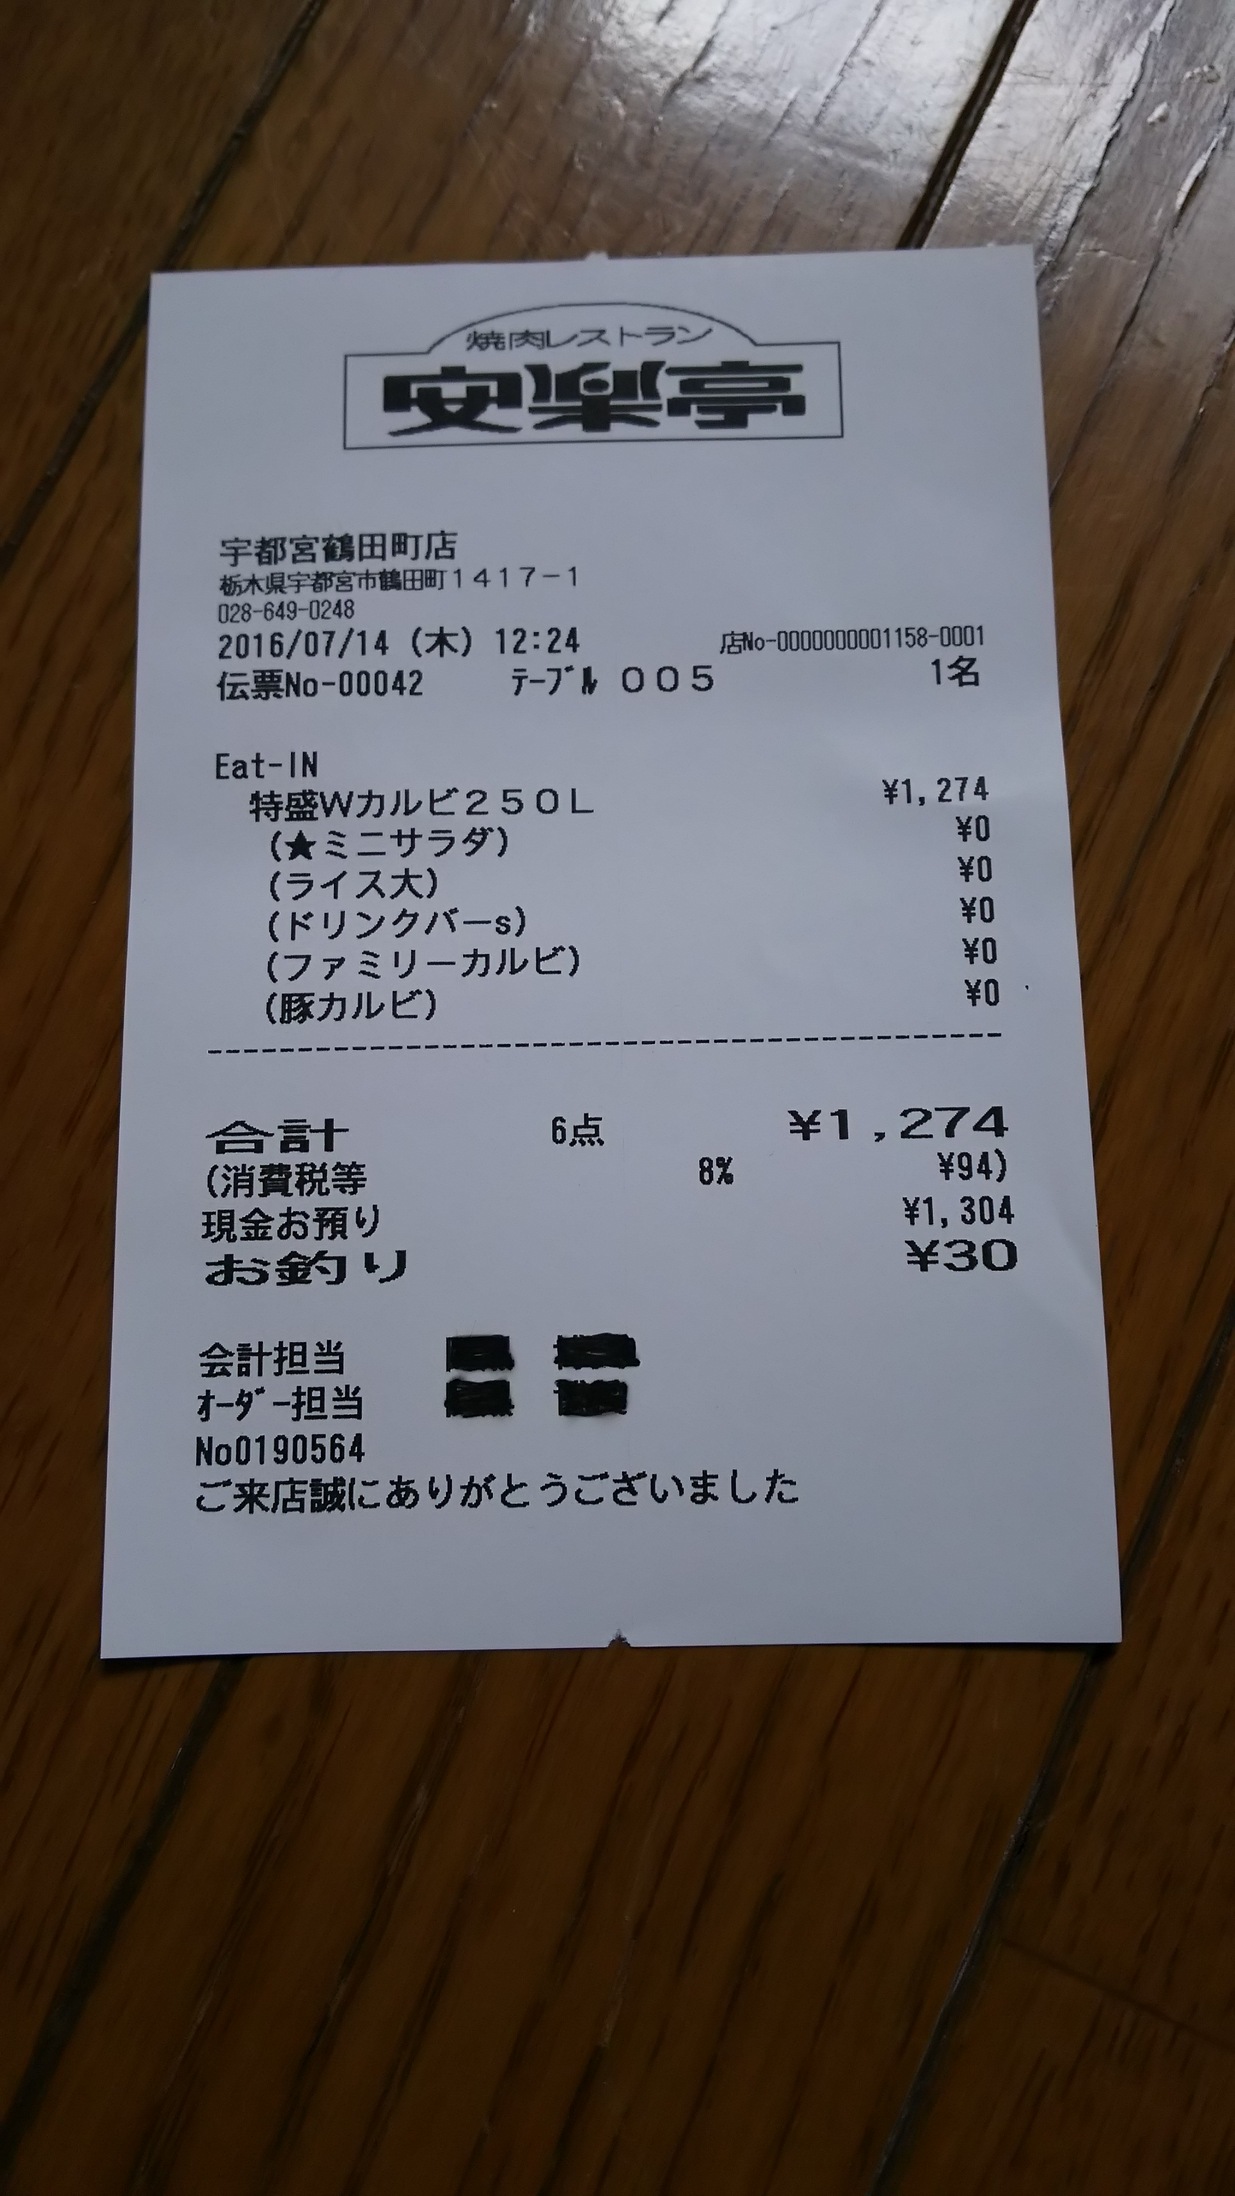 焼肉レストラン
安楽亭
宇都宮鶴田町店
栃木県宇都宮市鶴田町1417-1
028-649-0248
2016/07/14 (木) 12:24 店No-0000000001158-0001
伝票No-00042 ﾃｰﾌﾞﾙ 005 1名
Eat-IN
特盛Wカルビ250L ¥1,274
(★ミニサラダ) ¥0
(ライス大) ¥0
(ドリンクバーs) ¥0
(ファミリーカルビ) ¥0
(豚カルビ) ¥0
合計 6点 ¥1,274
(消費税等 8% ¥94)
現金お預り ¥1,304
お釣り ¥30
会計担当
ｵｰﾀﾞｰ担当
No0190564
ご来店誠にありがとうございました